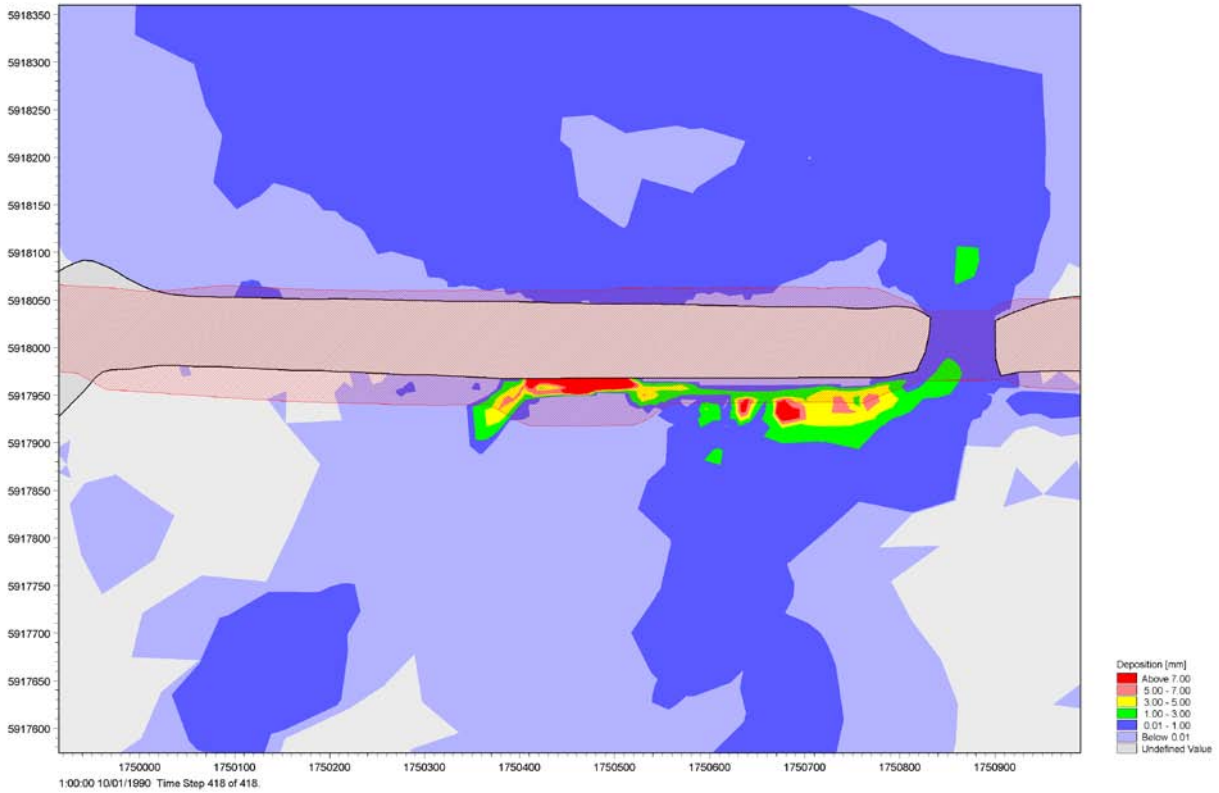 5918350
5918300
5918250
5918200
5918150
5918100
5918050
5918000
5917950
5917900
5917850
5917800
5917750
5917700
5917650
5917600
1750000 1750100 1750200 1750300 1750400 1750500 1750600 1750700 1750800 1750900
1:00:00 10/01/1990 Time Step 418 of 418.
Deposition [mm]
Above 7.00
5.00 - 7.00
3.00 - 5.00
1.00 - 3.00
0.01 - 1.00
Below 0.01
Undefined Value